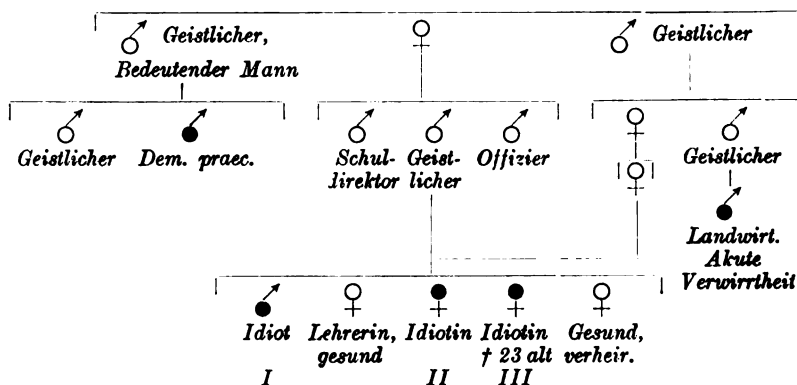 Geistlicher,
Bedeutender Mann
Geistlicher
Geistlicher
Dem. praec.
Schul-
direktor
Geist-
licher
Offizier
Geistlicher
Landwirt.
Akute
Verwirrtheit
Idiot
I
Lehrerin,
gesund
Idiotin
II
Idiotin
† 23 alt
III
Gesund,
verheir.